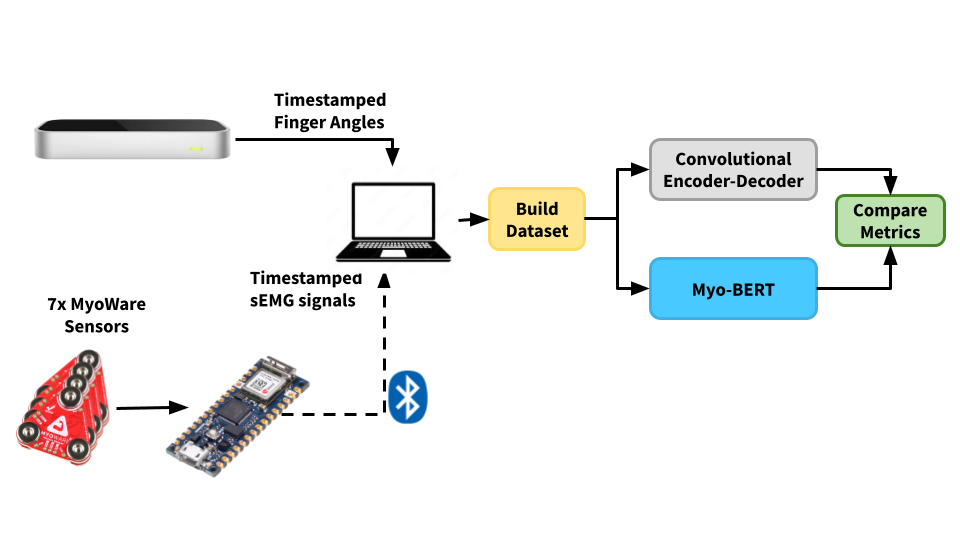 Timestamped
Finger Angles
Convolutional
Encoder-Decoder
Build
Dataset
Compare
Metrics
Timestamped
sEMG signals
Myo-BERT
7x MyoWare
Sensors